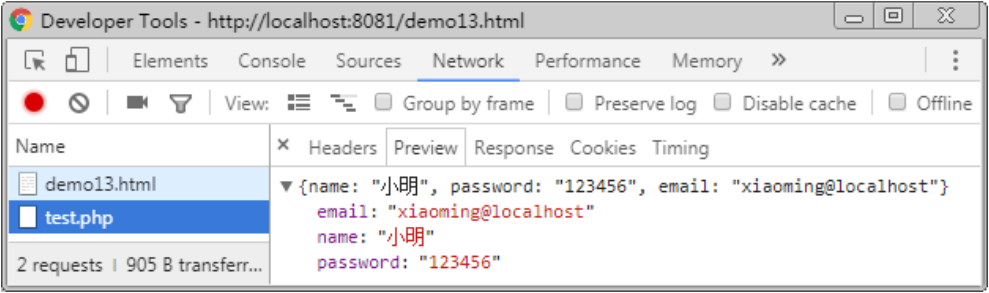 Developer Tools - http://localhost:8081/demo13.html
Elements Console Sources Network Performance Memory »
View: Group by frame Preserve log Disable cache Offline
Name
× Headers Preview Response Cookies Timing
demo13.html
test.php
2 requests | 905 B transferr...
▼{name: "小明", password: "123456", email: "xiaoming@localhost"}
email: "xiaoming@localhost"
name: "小明"
password: "123456"